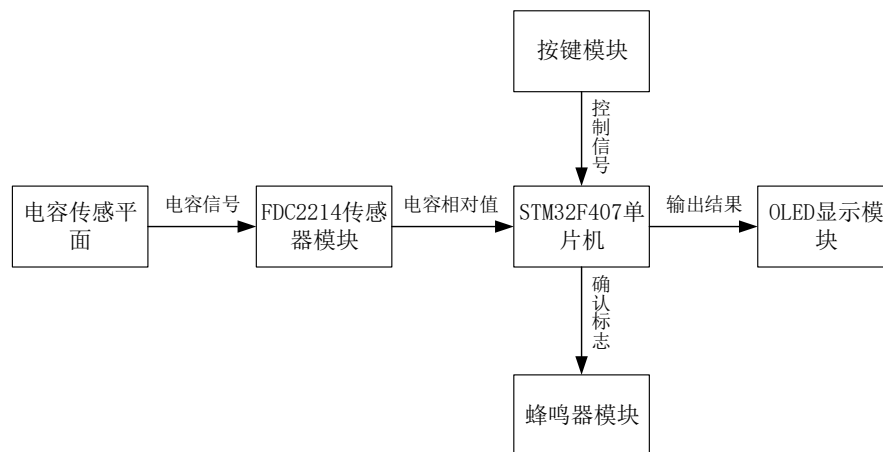 按键模块
控制信号
电容传感平
面
电容信号
FDC2214传感
器模块
电容相对值
STM32F407单
片机
输出结果
OLED显示模
块
确认标志
蜂鸣器模块